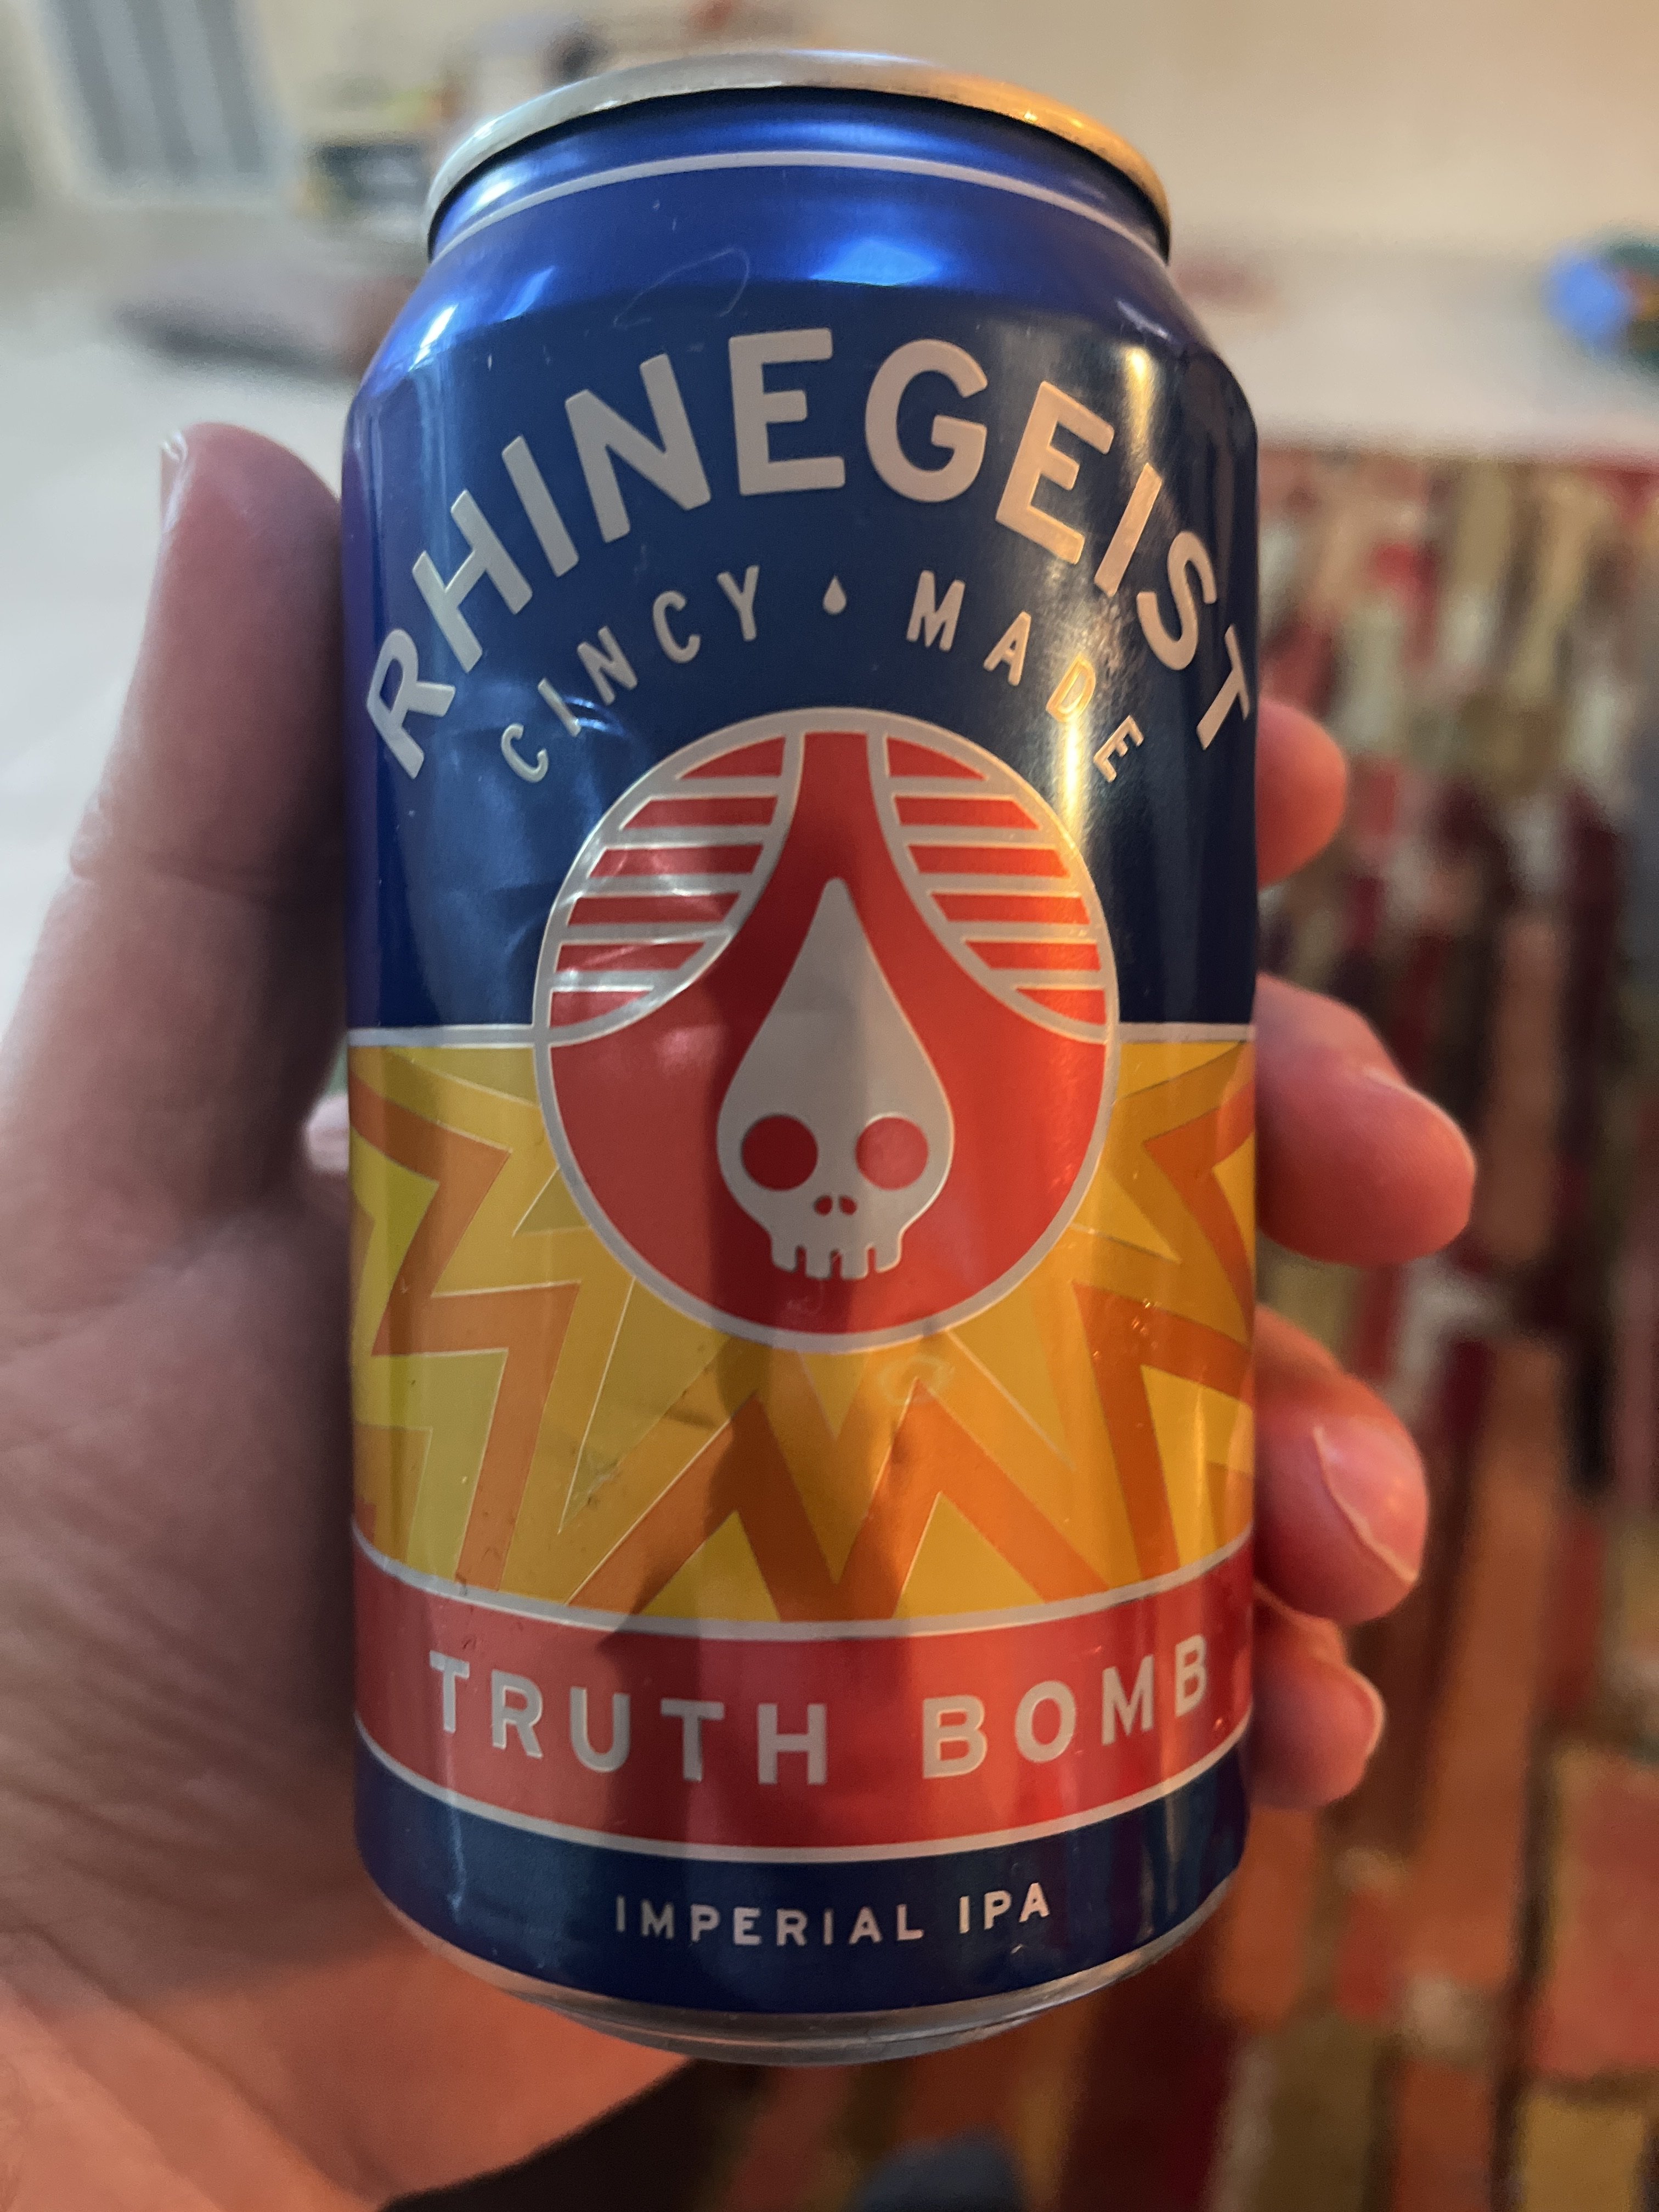 RHINEGEIST
CINCY MADE
TRUTH BOMB
IMPERIAL IPA